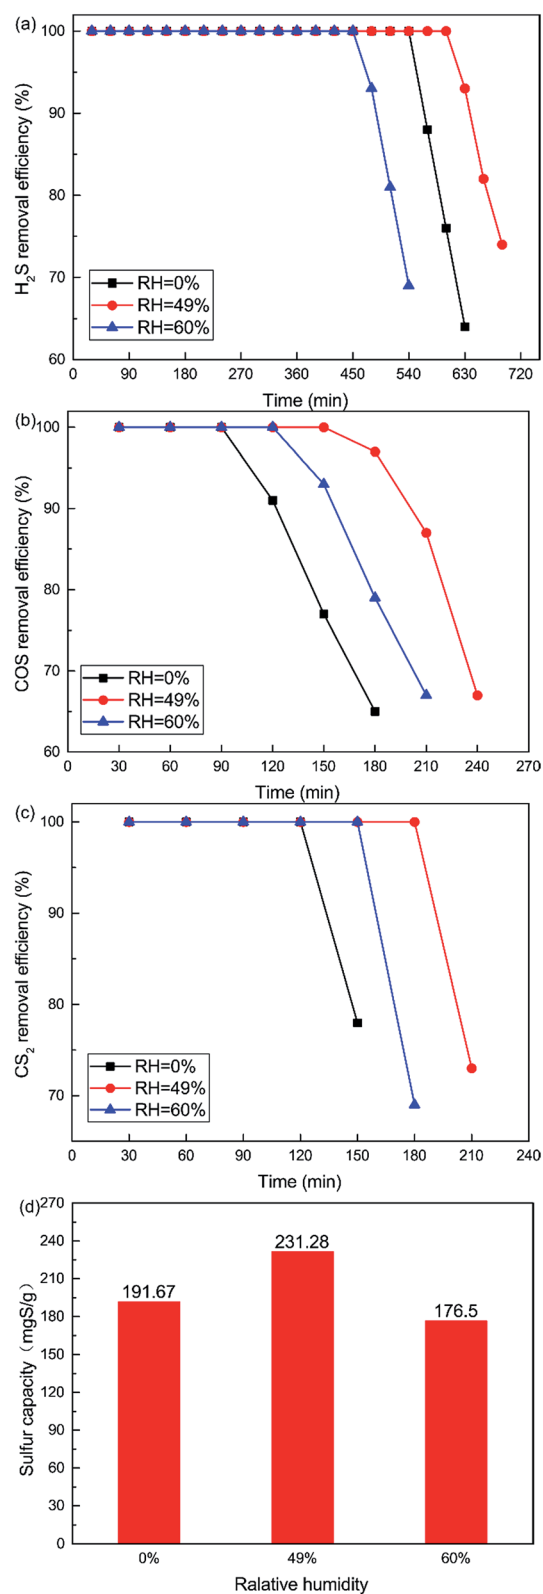 (a)
100
90
80
70
60
H₂S removal efficiency (%)
RH=0%
RH=49%
RH=60%
0 90 180 270 360 450 540 630 720
Time (min)
(b)
100
90
80
70
60
COS removal efficiency (%)
RH=0%
RH=49%
RH=60%
0 30 60 90 120 150 180 210 240 270
Time (min)
(c)
100
90
80
70
CS₂ removal efficiency (%)
RH=0%
RH=49%
RH=60%
0 30 60 90 120 150 180 210 240
Time (min)
(d)
270
240
210
180
150
120
90
60
30
0
Sulfur capacity（mgS/g）
191.67
231.28
176.5
0% 49% 60%
Ralative humidity